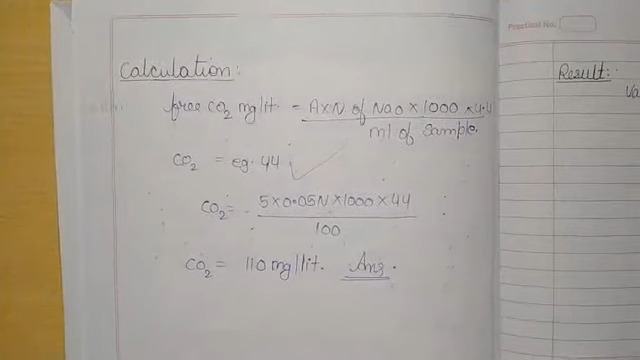 Calculation:
free CO2 mg/lit = A×N of Nao × 1000 × 44
ml of sample.
CO2 = eg. 44
CO2 = 5×0.05N×1000×44
100
CO2 = 110 mg/lit. Ans.
Practical No.
Result:
Va